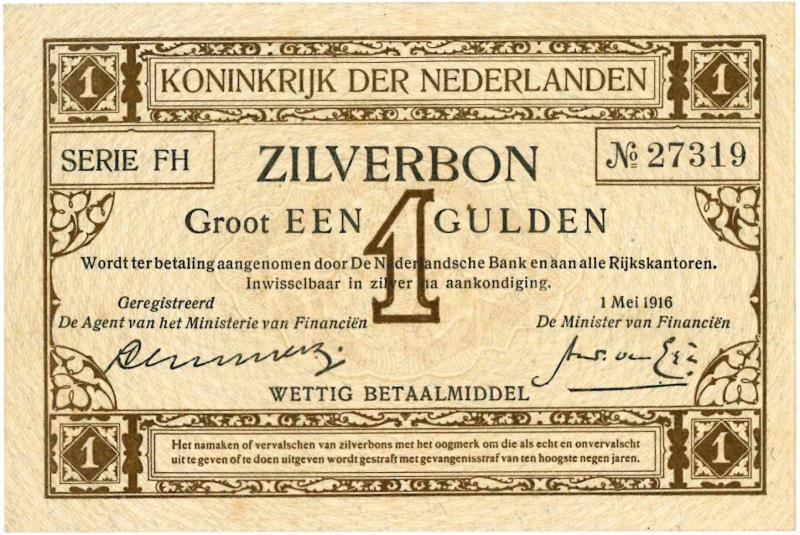 1 KONINKRIJK DER NEDERLANDEN 1
SERIE FH
ZILVERBON
№ 27319
Groot EEN 1 GULDEN
Wordt ter betaling aangenomen door De Nederlandsche Bank en aan alle Rijkskantoren.
Inwisselbaar in zilver na aankondiging.
Geregistreerd
De Agent van het Ministerie van Financiën
1 Mei 1916
De Minister van Financiën
WETTIG BETAALMIDDEL
1 Het namaken of vervalschen van zilverbons met het oogmerk om die als echt en onvervalscht 1
uit te geven of te doen uitgeven wordt gestraft met gevangenisstraf van ten hoogste negen jaren.